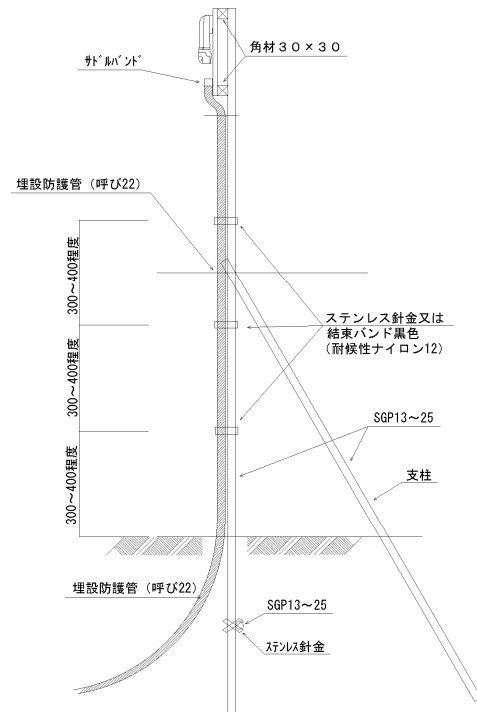 角材３０×３０
ｻﾄﾞﾙﾊﾞﾝﾄﾞ
埋設防護管（呼び22）
300～400程度
ステンレス針金又は
結束バンド黒色
(耐候性ナイロン12)
300～400程度
SGP13～25
支柱
300～400程度
埋設防護管（呼び22）
SGP13～25
ｽﾃﾝﾚｽ針金